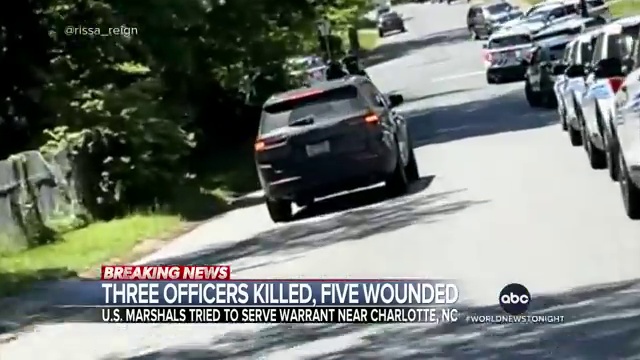 @rissa_reign
BREAKING NEWS
THREE OFFICERS KILLED, FIVE WOUNDED
abc
U.S. MARSHALS TRIED TO SERVE WARRANT NEAR CHARLOTTE, NC
#WORLDNEWSTONIGHT